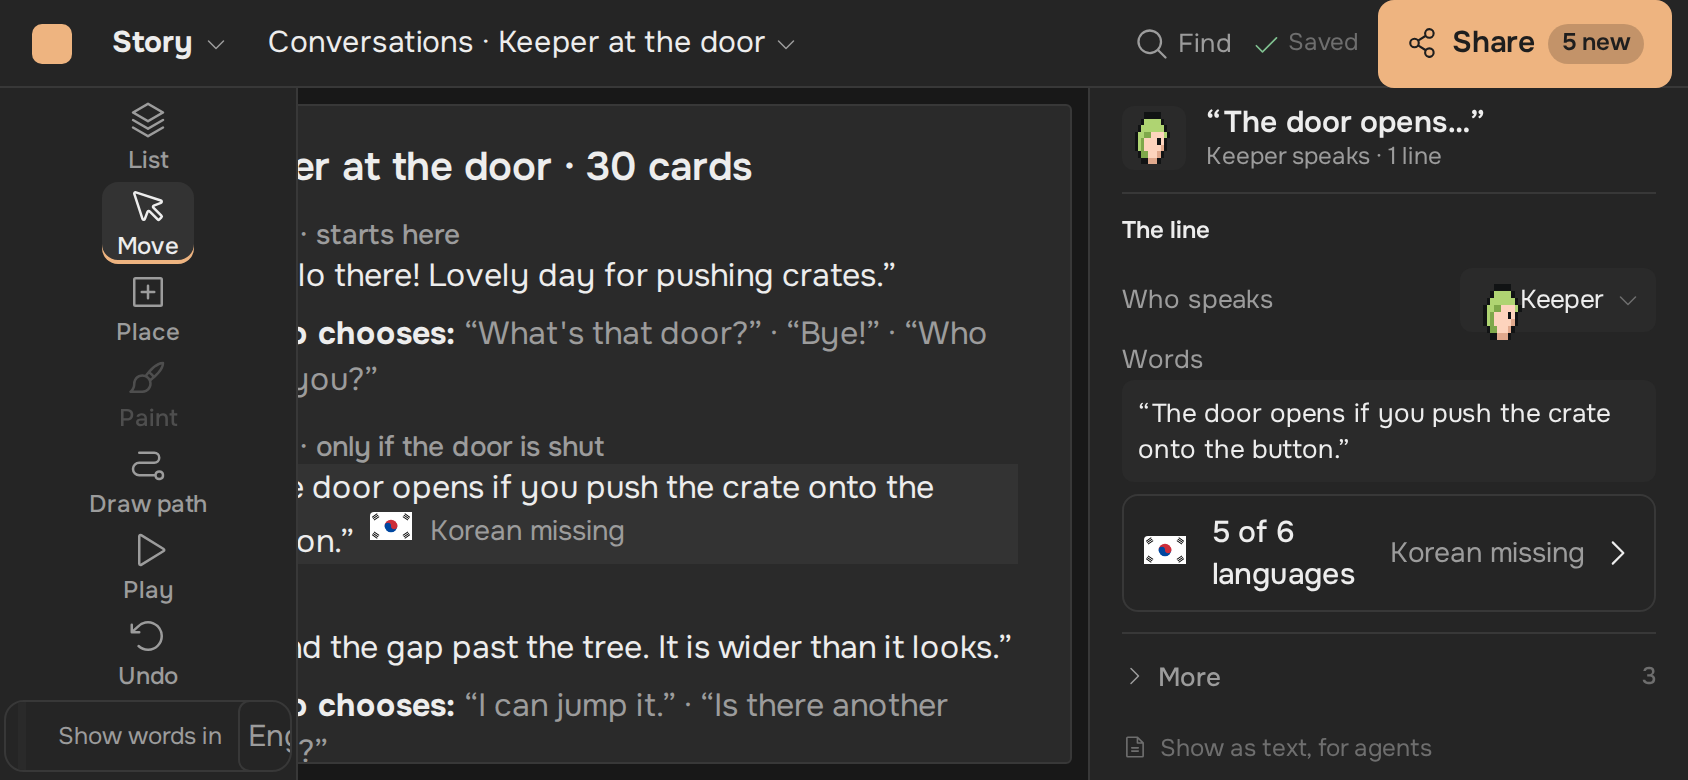 Story
Conversations · Keeper at the door
Find
Saved
Share
5 new
List
Move
Place
Paint
Draw path
Play
Undo
Show words in
er at the door · 30 cards
· starts here
lo there! Lovely day for pushing crates.”
chooses: “What's that door?” · “Bye!” · “Who
you?”
· only if the door is shut
e door opens if you push the crate onto the
on.”
Korean missing
nd the gap past the tree. It is wider than it looks.”
chooses: “I can jump it.” · “Is there another
?”
“The door opens…”
Keeper speaks · 1 line
The line
Who speaks
Keeper
Words
“The door opens if you push the crate
onto the button.”
5 of 6
languages
Korean missing
More
3
Show as text, for agents